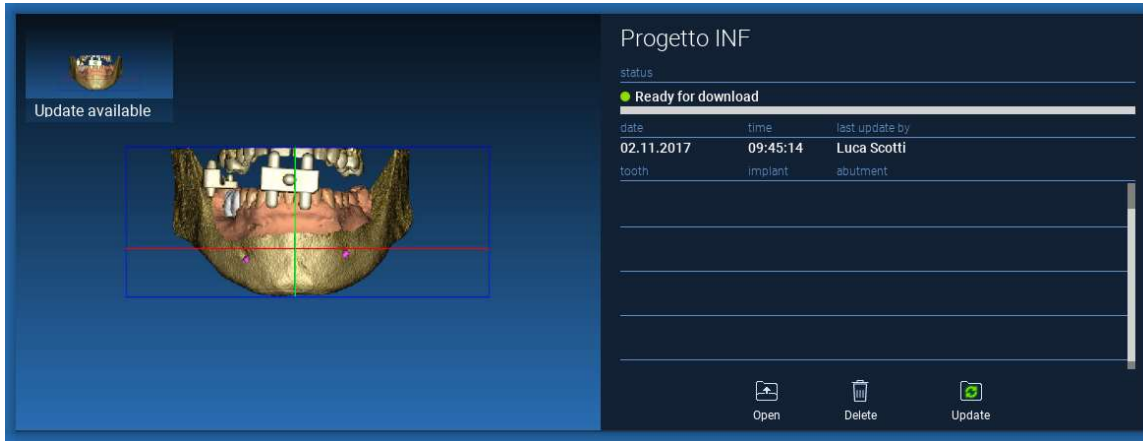 Update available
Progetto INF
status
Ready for download
date time last update by
02.11.2017 09:45:14 Luca Scotti
tooth implant abutment
Open Delete Update